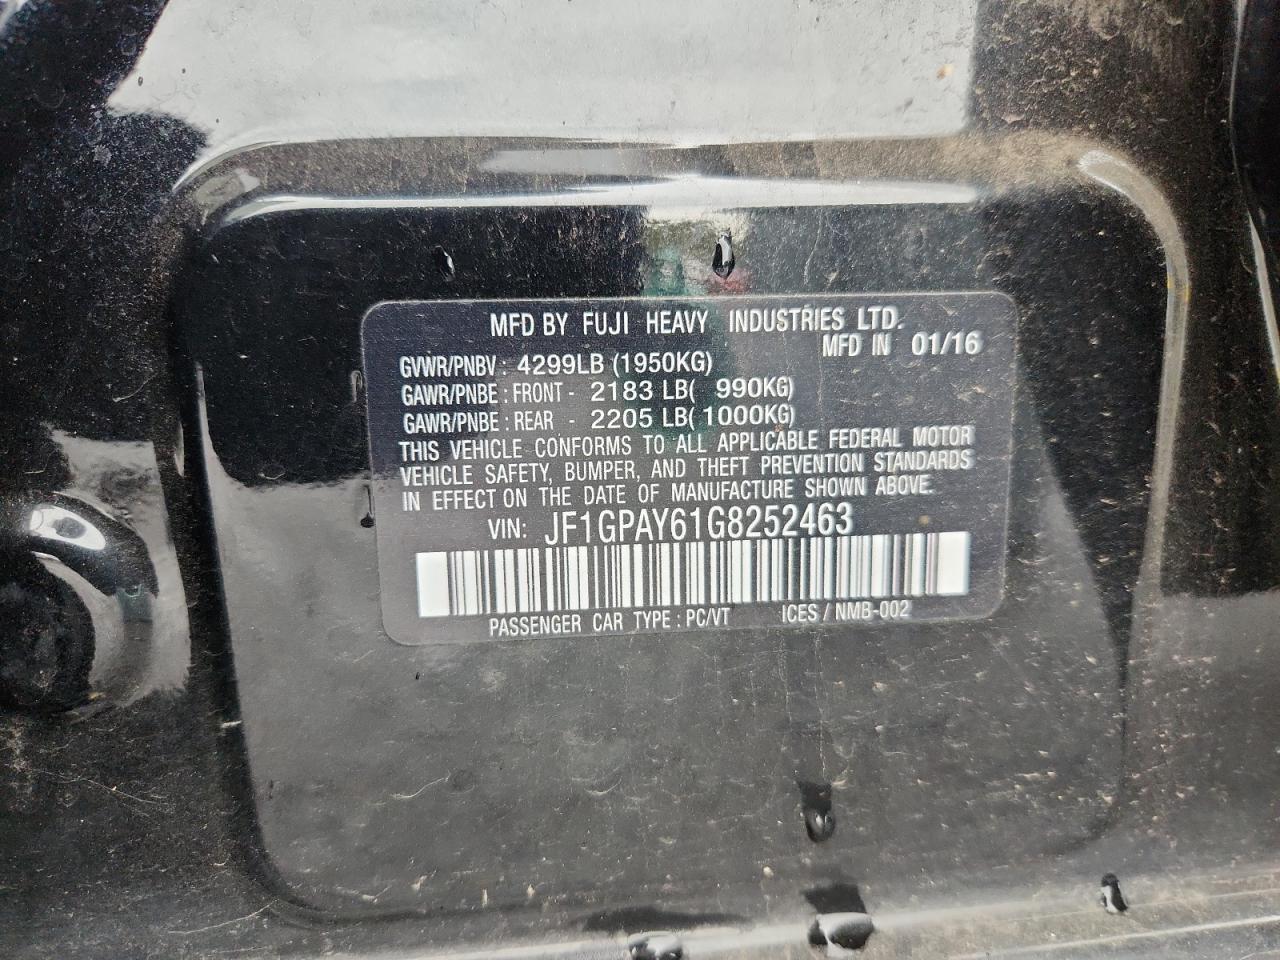 MFD BY FUJI HEAVY INDUSTRIES LTD.
MFD IN 01/16
GVWR/PNBV : 4299LB (1950KG)
GAWR/PNBE : FRONT - 2183 LB( 990KG)
GAWR/PNBE : REAR - 2205 LB( 1000KG)
THIS VEHICLE CONFORMS TO ALL APPLICABLE FEDERAL MOTOR
VEHICLE SAFETY, BUMPER, AND THEFT PREVENTION STANDARDS
IN EFFECT ON THE DATE OF MANUFACTURE SHOWN ABOVE.
VIN: JF1GPAY61G8252463
PASSENGER CAR TYPE : PC/VT ICES / NMB-002